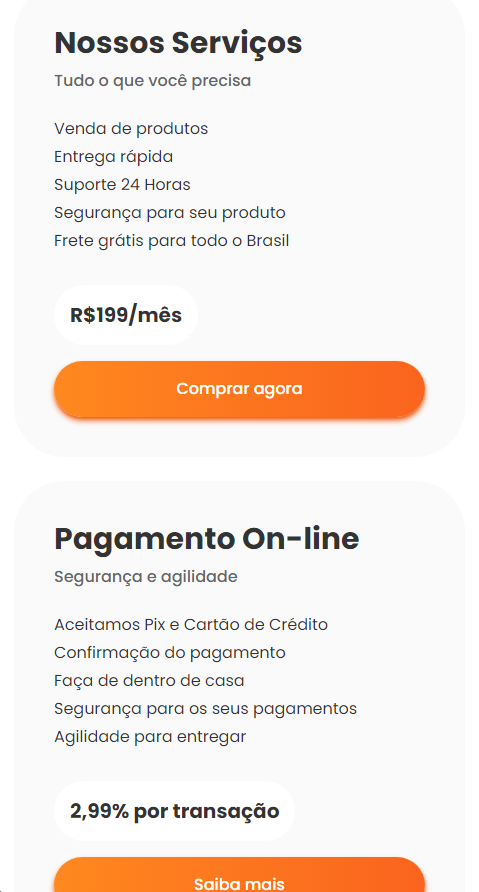 Nossos Serviços
Tudo o que você precisa
Venda de produtos
Entrega rápida
Suporte 24 Horas
Segurança para seu produto
Frete grátis para todo o Brasil
R$199/mês
Comprar agora
Pagamento On-line
Segurança e agilidade
Aceitamos Pix e Cartão de Crédito
Confirmação do pagamento
Faça de dentro de casa
Segurança para os seus pagamentos
Agilidade para entregar
2,99% por transação
Saiba mais